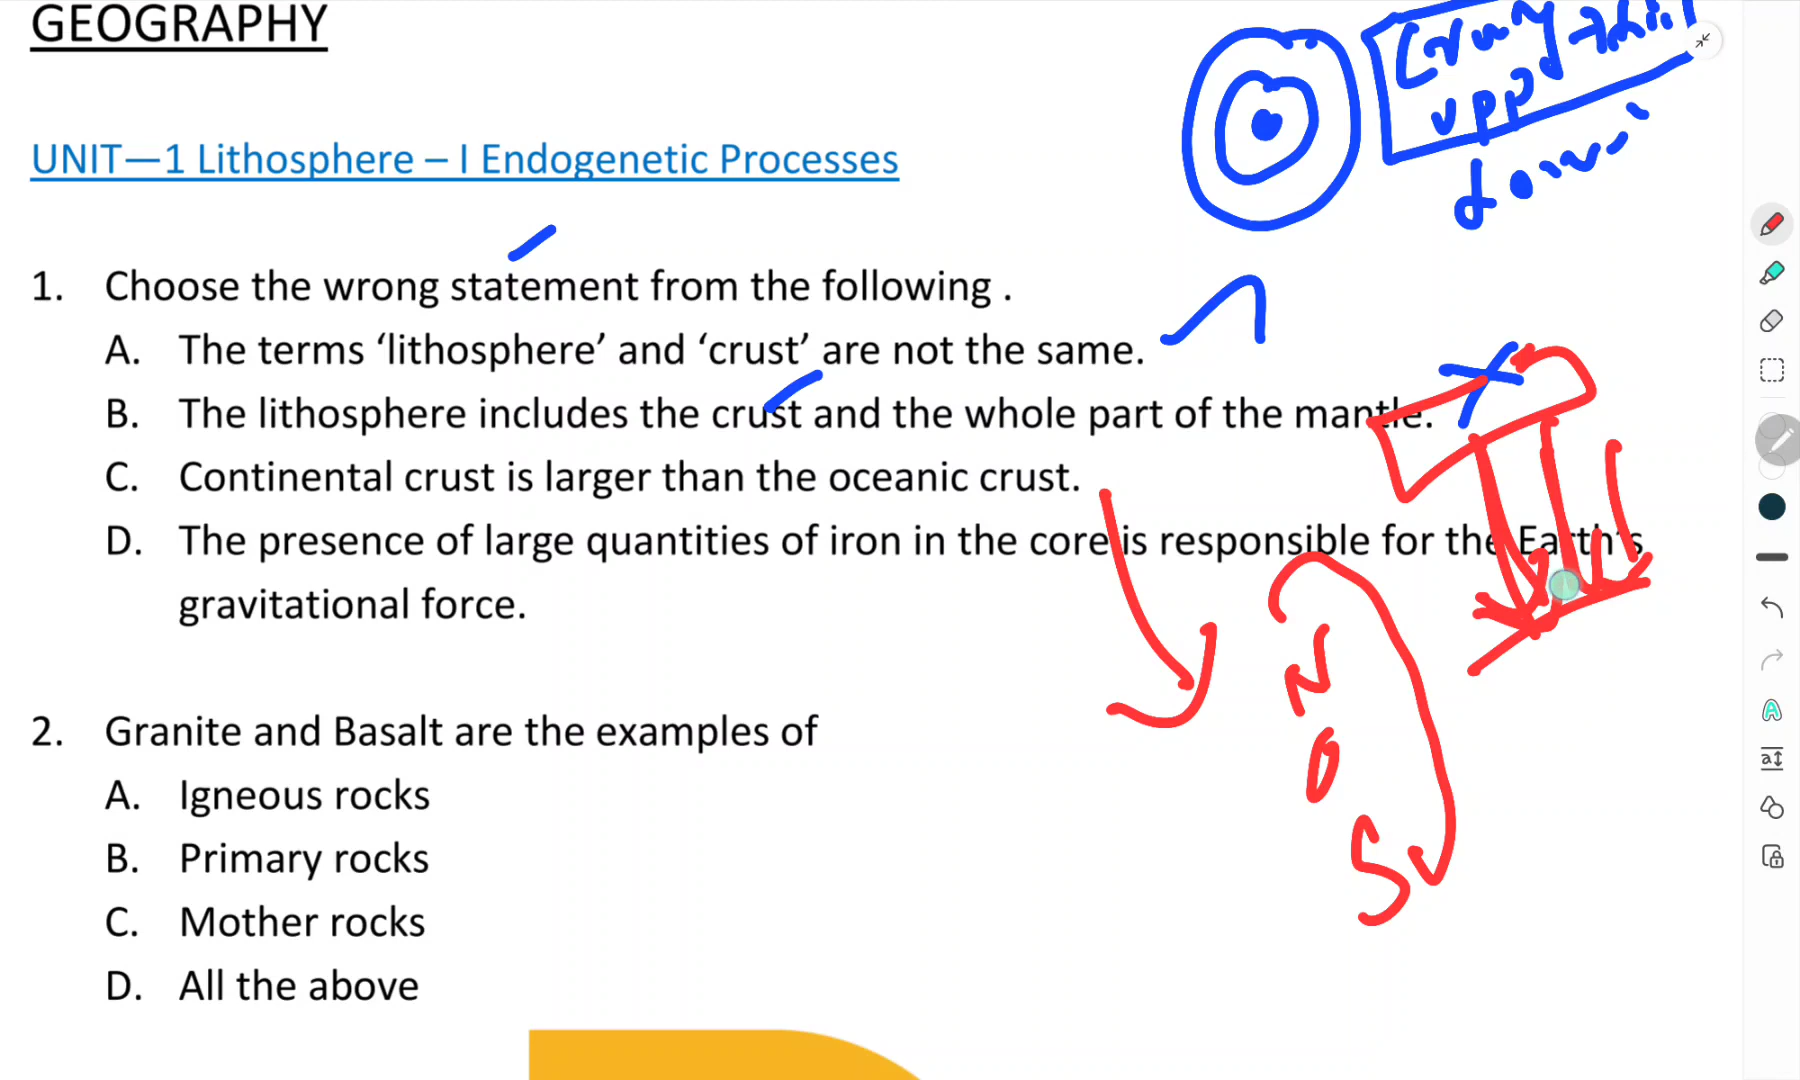 GEOGRAPHY
UNIT—1 Lithosphere – I Endogenetic Processes
1. Choose the wrong statement from the following .
A. The terms ‘lithosphere’ and ‘crust’ are not the same.
B. The lithosphere includes the crust and the whole part of the mantle.
C. Continental crust is larger than the oceanic crust.
D. The presence of large quantities of iron in the core is responsible for the Earth's
gravitational force.
N
S
2. Granite and Basalt are the examples of
A. Igneous rocks
B. Primary rocks
C. Mother rocks
D. All the above